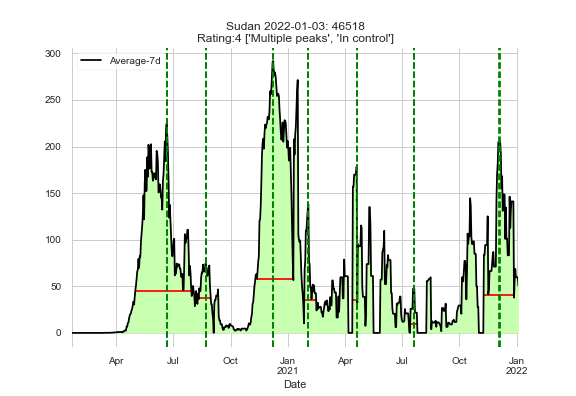 Sudan 2022-01-03: 46518
Rating:4 ['Multiple peaks', 'In control']
300
Average-7d
250
200
150
100
50
0
Apr Jul Oct Jan Apr Jul Oct Jan
2021 2022
Date